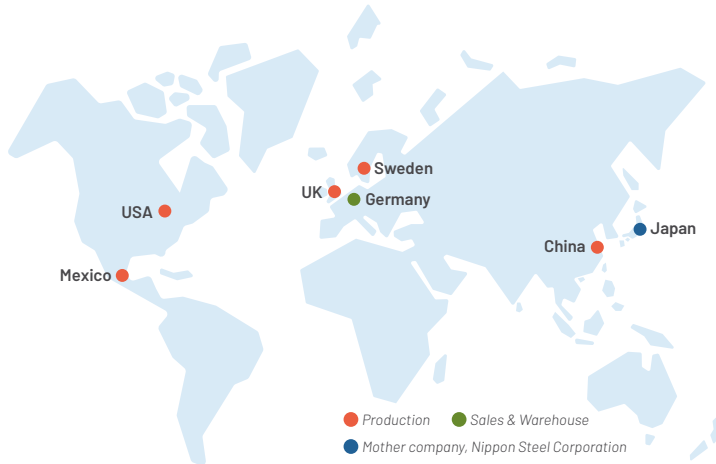 Sweden
UK
Germany
USA
Japan
China
Mexico
Production
Sales & Warehouse
Mother company, Nippon Steel Corporation